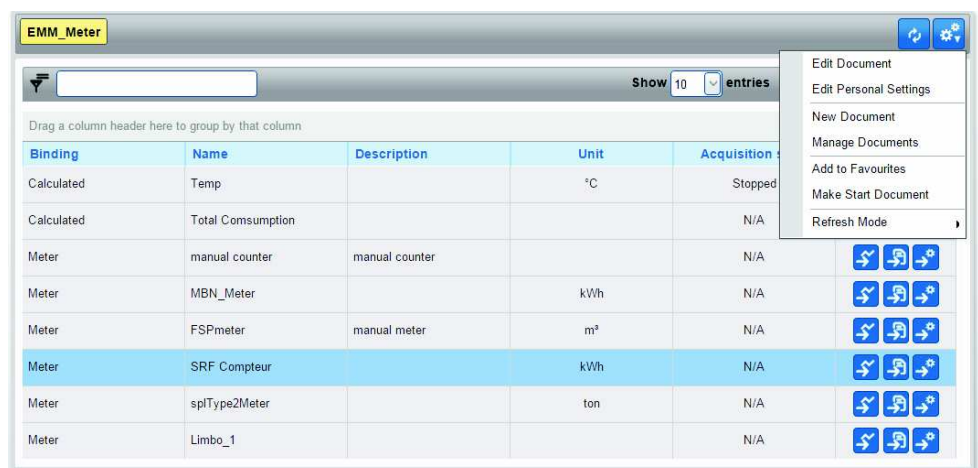 EMM_Meter
Show 10 entries
Edit Document
Edit Personal Settings
New Document
Manage Documents
Add to Favourites
Make Start Document
Refresh Mode
Drag a column header here to group by that column
Binding Name Description Unit Acquisition
Calculated Temp °C Stopped
Calculated Total Comsumption N/A
Meter manual counter manual counter N/A
Meter MBN_Meter kWh N/A
Meter FSPmeter manual meter m³ N/A
Meter SRF Compteur kWh N/A
Meter splType2Meter ton N/A
Meter Limbo_1 N/A